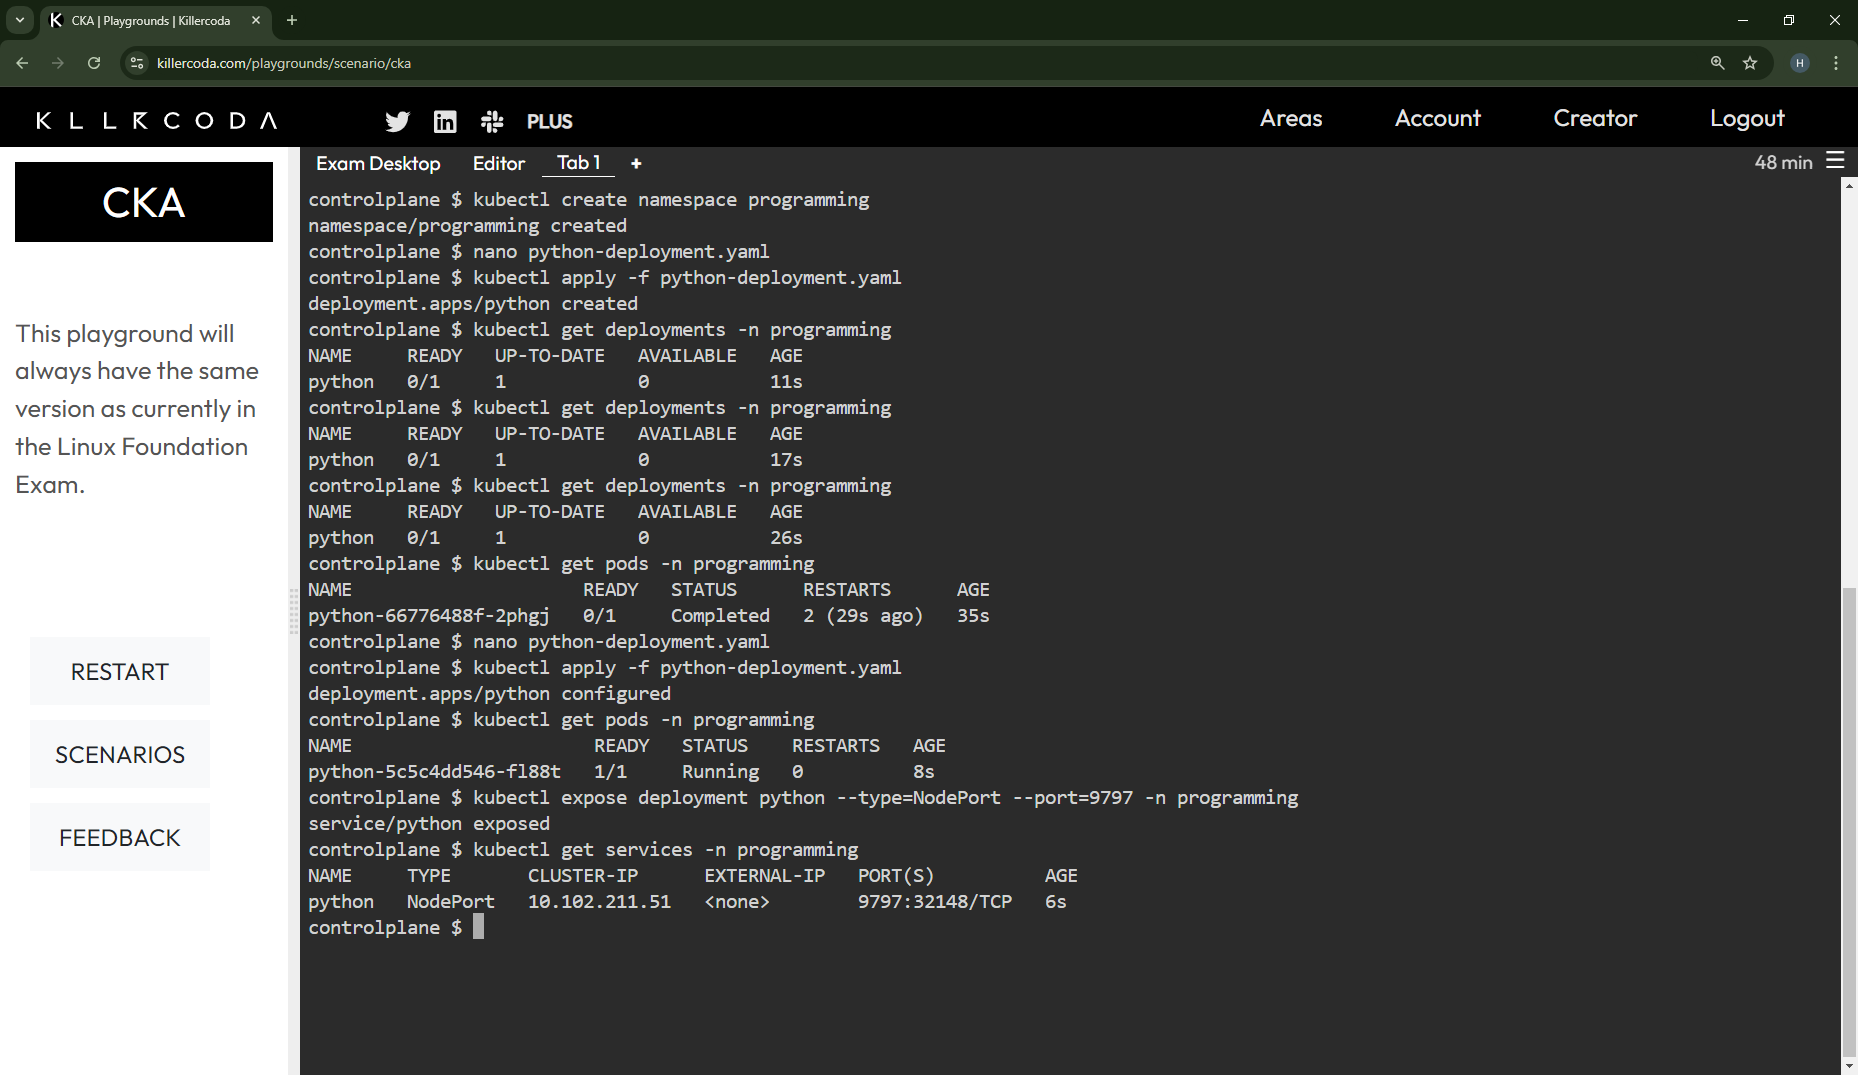 CKA | Playgrounds | Killercoda
killercoda.com/playgrounds/scenario/cka
H
KLLRCODA
PLUS
Areas
Account
Creator
Logout
CKA
This playground will
always have the same
version as currently in
the Linux Foundation
Exam.
RESTART
SCENARIOS
FEEDBACK
Exam Desktop
Editor
Tab 1
+
48 min
controlplane $ kubectl create namespace programming
namespace/programming created
controlplane $ nano python-deployment.yaml
controlplane $ kubectl apply -f python-deployment.yaml
deployment.apps/python created
controlplane $ kubectl get deployments -n programming
NAME READY UP-TO-DATE AVAILABLE AGE
python 0/1 1 0 11s
controlplane $ kubectl get deployments -n programming
NAME READY UP-TO-DATE AVAILABLE AGE
python 0/1 1 0 17s
controlplane $ kubectl get deployments -n programming
NAME READY UP-TO-DATE AVAILABLE AGE
python 0/1 1 0 26s
controlplane $ kubectl get pods -n programming
NAME READY STATUS RESTARTS AGE
python-66776488f-2phgj 0/1 Completed 2 (29s ago) 35s
controlplane $ nano python-deployment.yaml
controlplane $ kubectl apply -f python-deployment.yaml
deployment.apps/python configured
controlplane $ kubectl get pods -n programming
NAME READY STATUS RESTARTS AGE
python-5c5c4dd546-fl88t 1/1 Running 0 8s
controlplane $ kubectl expose deployment python --type=NodePort --port=9797 -n programming
service/python exposed
controlplane $ kubectl get services -n programming
NAME TYPE CLUSTER-IP EXTERNAL-IP PORT(S) AGE
python NodePort 10.102.211.51 <none> 9797:32148/TCP 6s
controlplane $